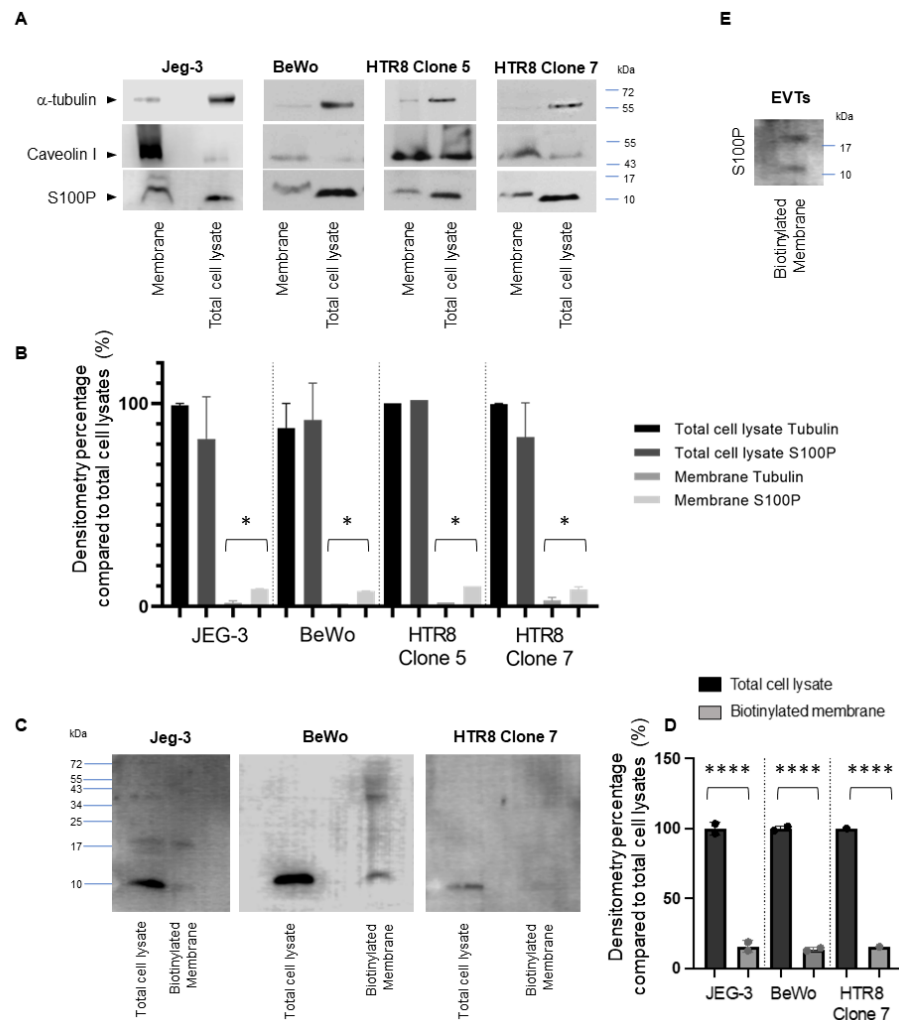 A
Jeg-3
BeWo
HTR8 Clone 5
HTR8 Clone 7
kDa
α-tubulin
72
55
Caveolin I
55
43
S100P
17
10
Membrane
Total cell lysate
Membrane
Total cell lysate
Membrane
Total cell lysate
Membrane
Total cell lysate
E
EVTs
kDa
S100P
17
10
Biotinylated
Membrane
B
Densitometry percentage
compared to total cell lysates (%)
100
0
*
*
*
*
JEG-3
BeWo
HTR8
Clone 5
HTR8
Clone 7
Total cell lysate Tubulin
Total cell lysate S100P
Membrane Tubulin
Membrane S100P
C
kDa
Jeg-3
BeWo
HTR8 Clone 7
72
55
43
34
25
17
10
Total cell lysate
Biotinylated
Membrane
Total cell lysate
Biotinylated
Membrane
Total cell lysate
Biotinylated
Membrane
Total cell lysate
Biotinylated membrane
D
Densitometry percentage
compared to total cell lysates (%)
150
100
50
0
****
****
****
JEG-3
BeWo
HTR8
Clone 7